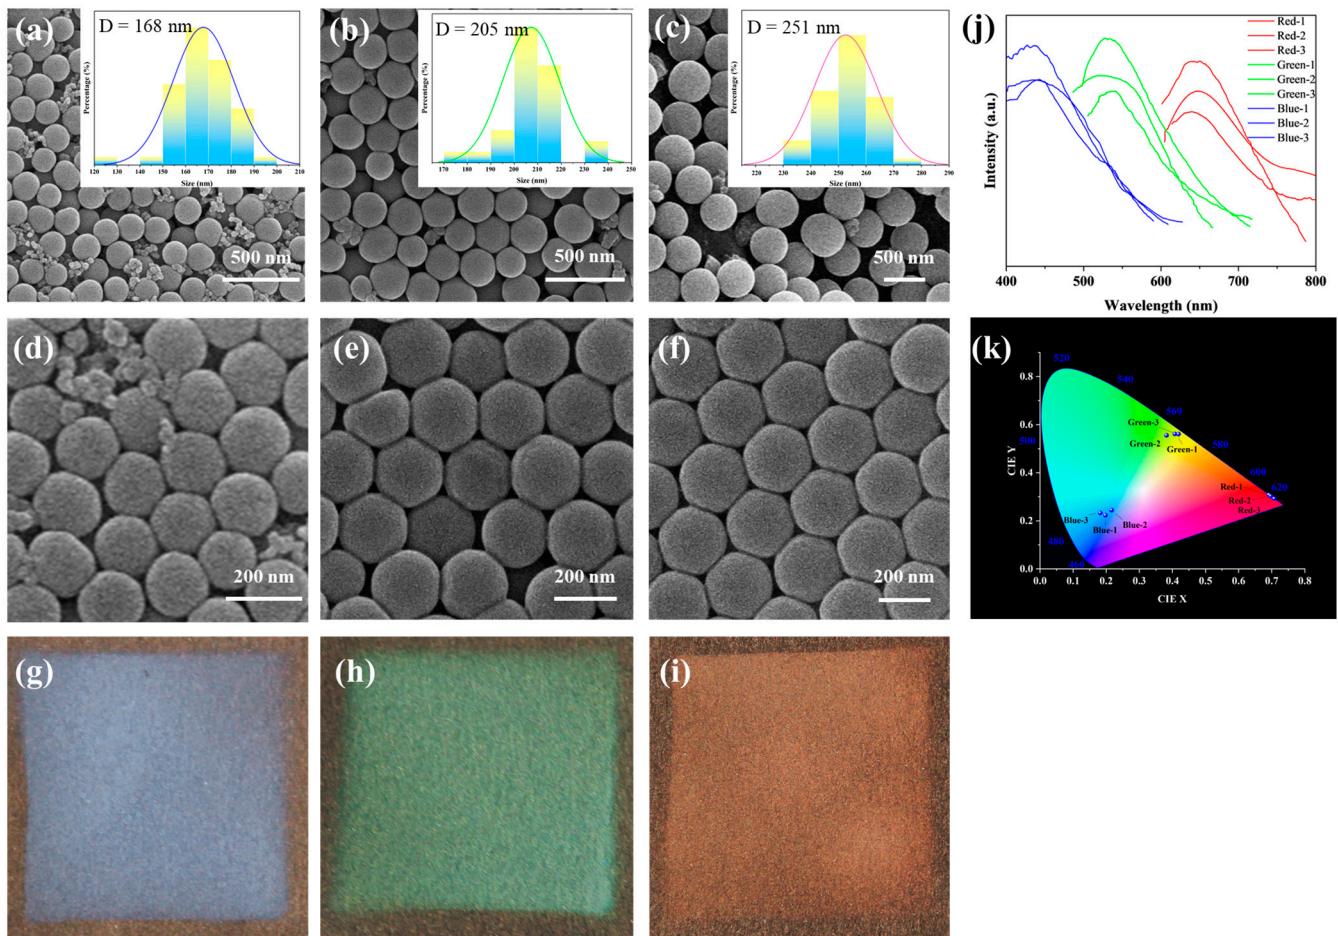 (a)
D = 168 nm
Percentage (%)
120 130 140 150 160 170 180 190 200 210
Size (nm)
500 nm
(b)
D = 205 nm
Percentage (%)
170 180 190 200 210 220 230 240 250
Size (nm)
500 nm
(c)
D = 251 nm
Percentage (%)
220 230 240 250 260 270 280 290
Size (nm)
500 nm
(j)
Intensity (a.u.)
Red-1
Red-2
Red-3
Green-1
Green-2
Green-3
Blue-1
Blue-2
Blue-3
400 500 600 700 800
Wavelength (nm)
(d)
200 nm
(e)
200 nm
(f)
200 nm
(k)
CIE Y
0.8
0.6
0.4
0.2
0.0
520
540
560
500
580
600
620
480
460
Green-3
Green-2
Green-1
Red-1
Red-2
Red-3
Blue-3
Blue-1
Blue-2
0.0 0.1 0.2 0.3 0.4 0.5 0.6 0.7 0.8
CIE X
(g)
(h)
(i)